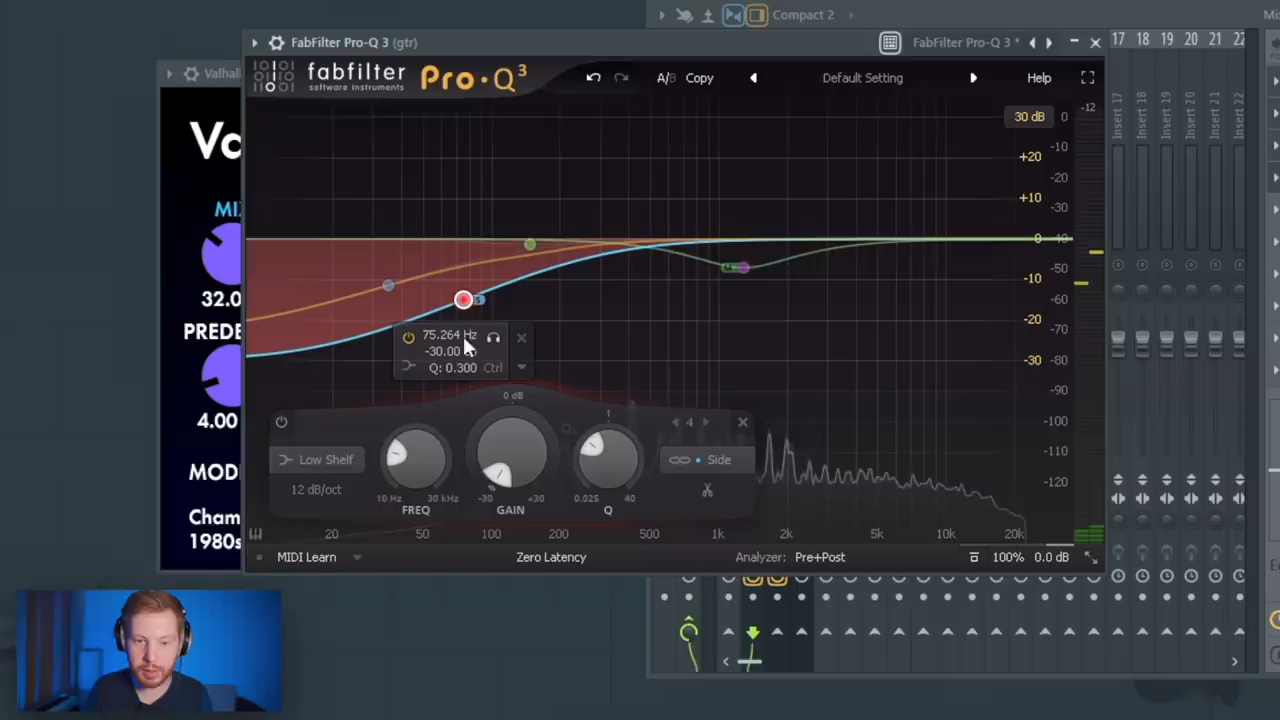 Compact 2
Mi
FabFilter Pro-Q 3 (gtr)
FabFilter Pro-Q 3 *
17 18 19 20 21 22
Valhall
fabfilter
software instruments
Pro·Q3
A/B Copy
Default Setting
Help
-12
30 dB
0
+20
-10
-20
+10
-30
0
-40
-50
-10
-60
-20
-70
-30
-80
-90
-100
-110
-120
Insert 17
Insert 18
Insert 19
Insert 20
Insert 21
Insert 22
Va
MI
32.0
PREDE
4.00
MOD
Cham
1980s
S
75.264 Hz
-30.00
Q: 0.300 Ctrl
0 dB
1
4
Low Shelf
12 dB/oct
10 Hz 30 kHz
FREQ
-30 % +30
GAIN
0.025 40
Q
Side
20 50 100 200 500 1k 2k 5k 10k 20k
MIDI Learn
Zero Latency
Analyzer: Pre+Post
100%
0.0 dB